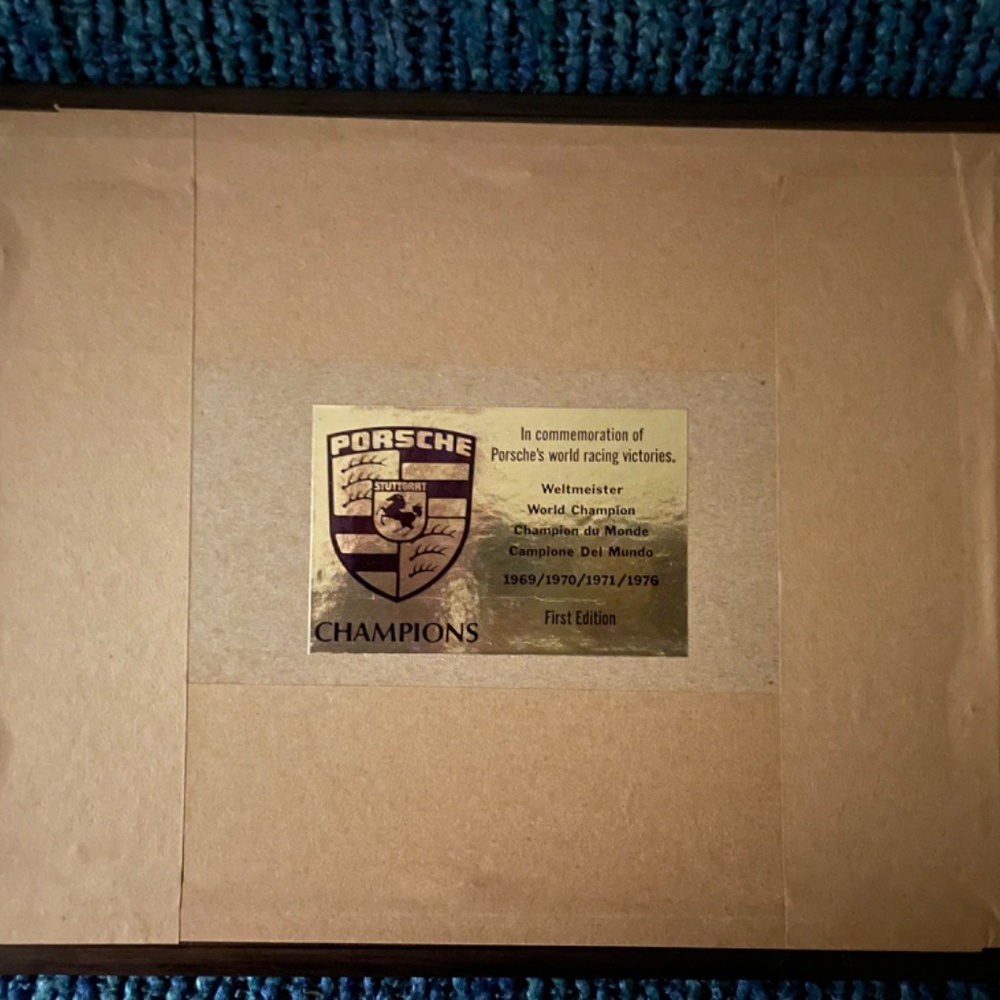 PORSCHE
STUTTGART
CHAMPIONS
In commemoration of
Porsche's world racing victories.
Weltmeister
World Champion
Champion du Monde
Campione Del Mundo
1969/1970/1971/1976
First Edition